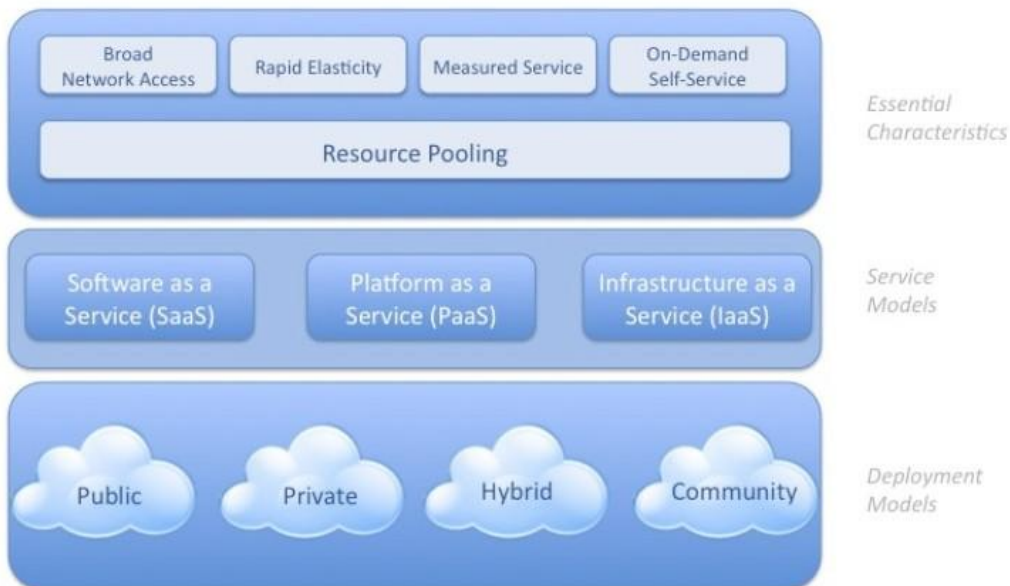 Broad
Network Access
Rapid Elasticity
Measured Service
On-Demand
Self-Service
Essential
Characteristics
Resource Pooling
Software as a
Service (SaaS)
Platform as a
Service (PaaS)
Infrastructure as a
Service (IaaS)
Service
Models
Public
Private
Hybrid
Community
Deployment
Models